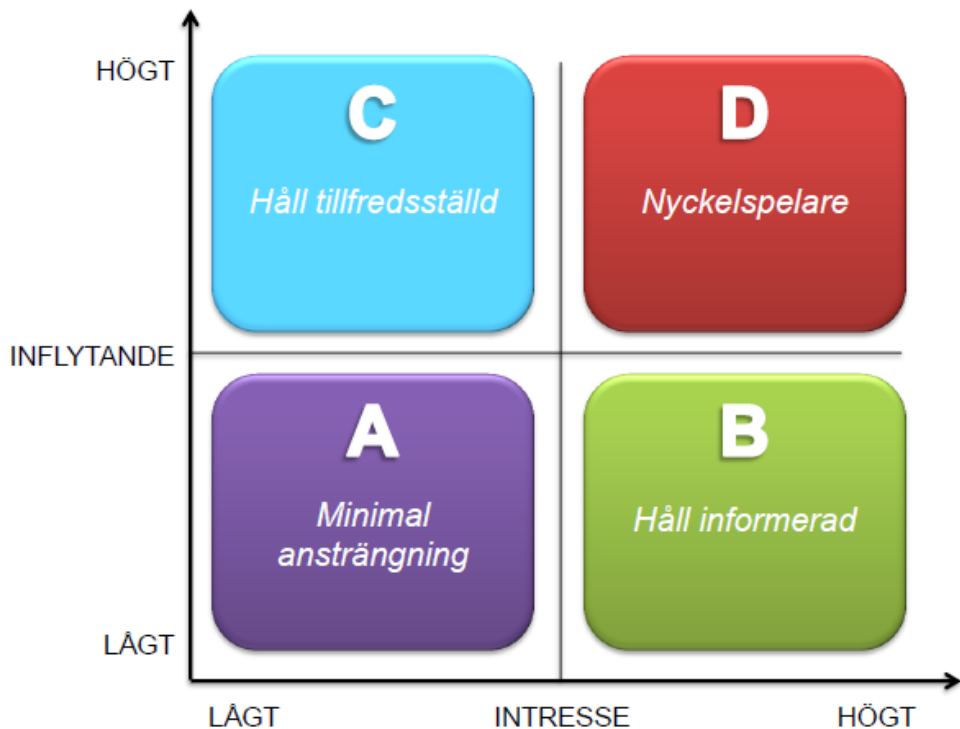 HÖGT
C
D
Håll tillfredsställd
Nyckelspelare
INFLYTANDE
A
B
Minimal
ansträngning
Håll informerad
LÅGT
LÅGT
INTRESSE
HÖGT